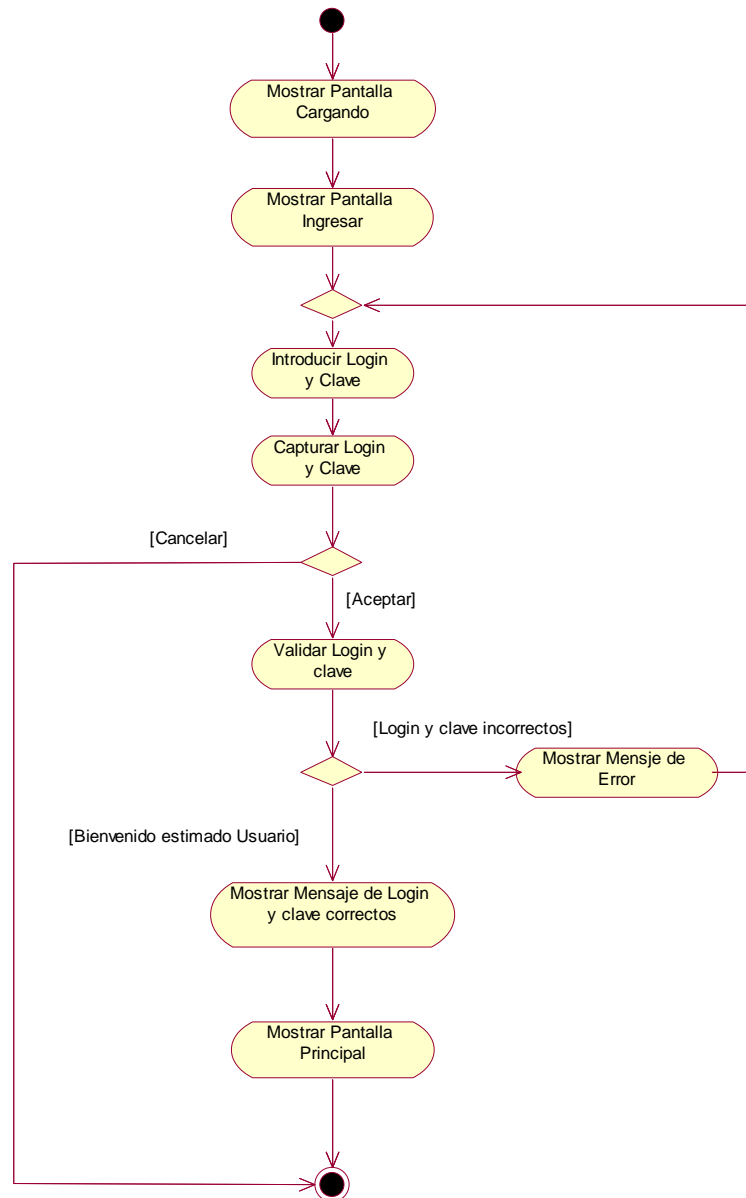 Mostrar Pantalla
Cargando
Mostrar Pantalla
Ingresar
Introducir Login
y Clave
Capturar Login
y Clave
[Cancelar]
[Aceptar]
Validar Login y
clave
[Login y clave incorrectos]
Mostrar Mensje de
Error
[Bienvenido estimado Usuario]
Mostrar Mensaje de Login
y clave correctos
Mostrar Pantalla
Principal